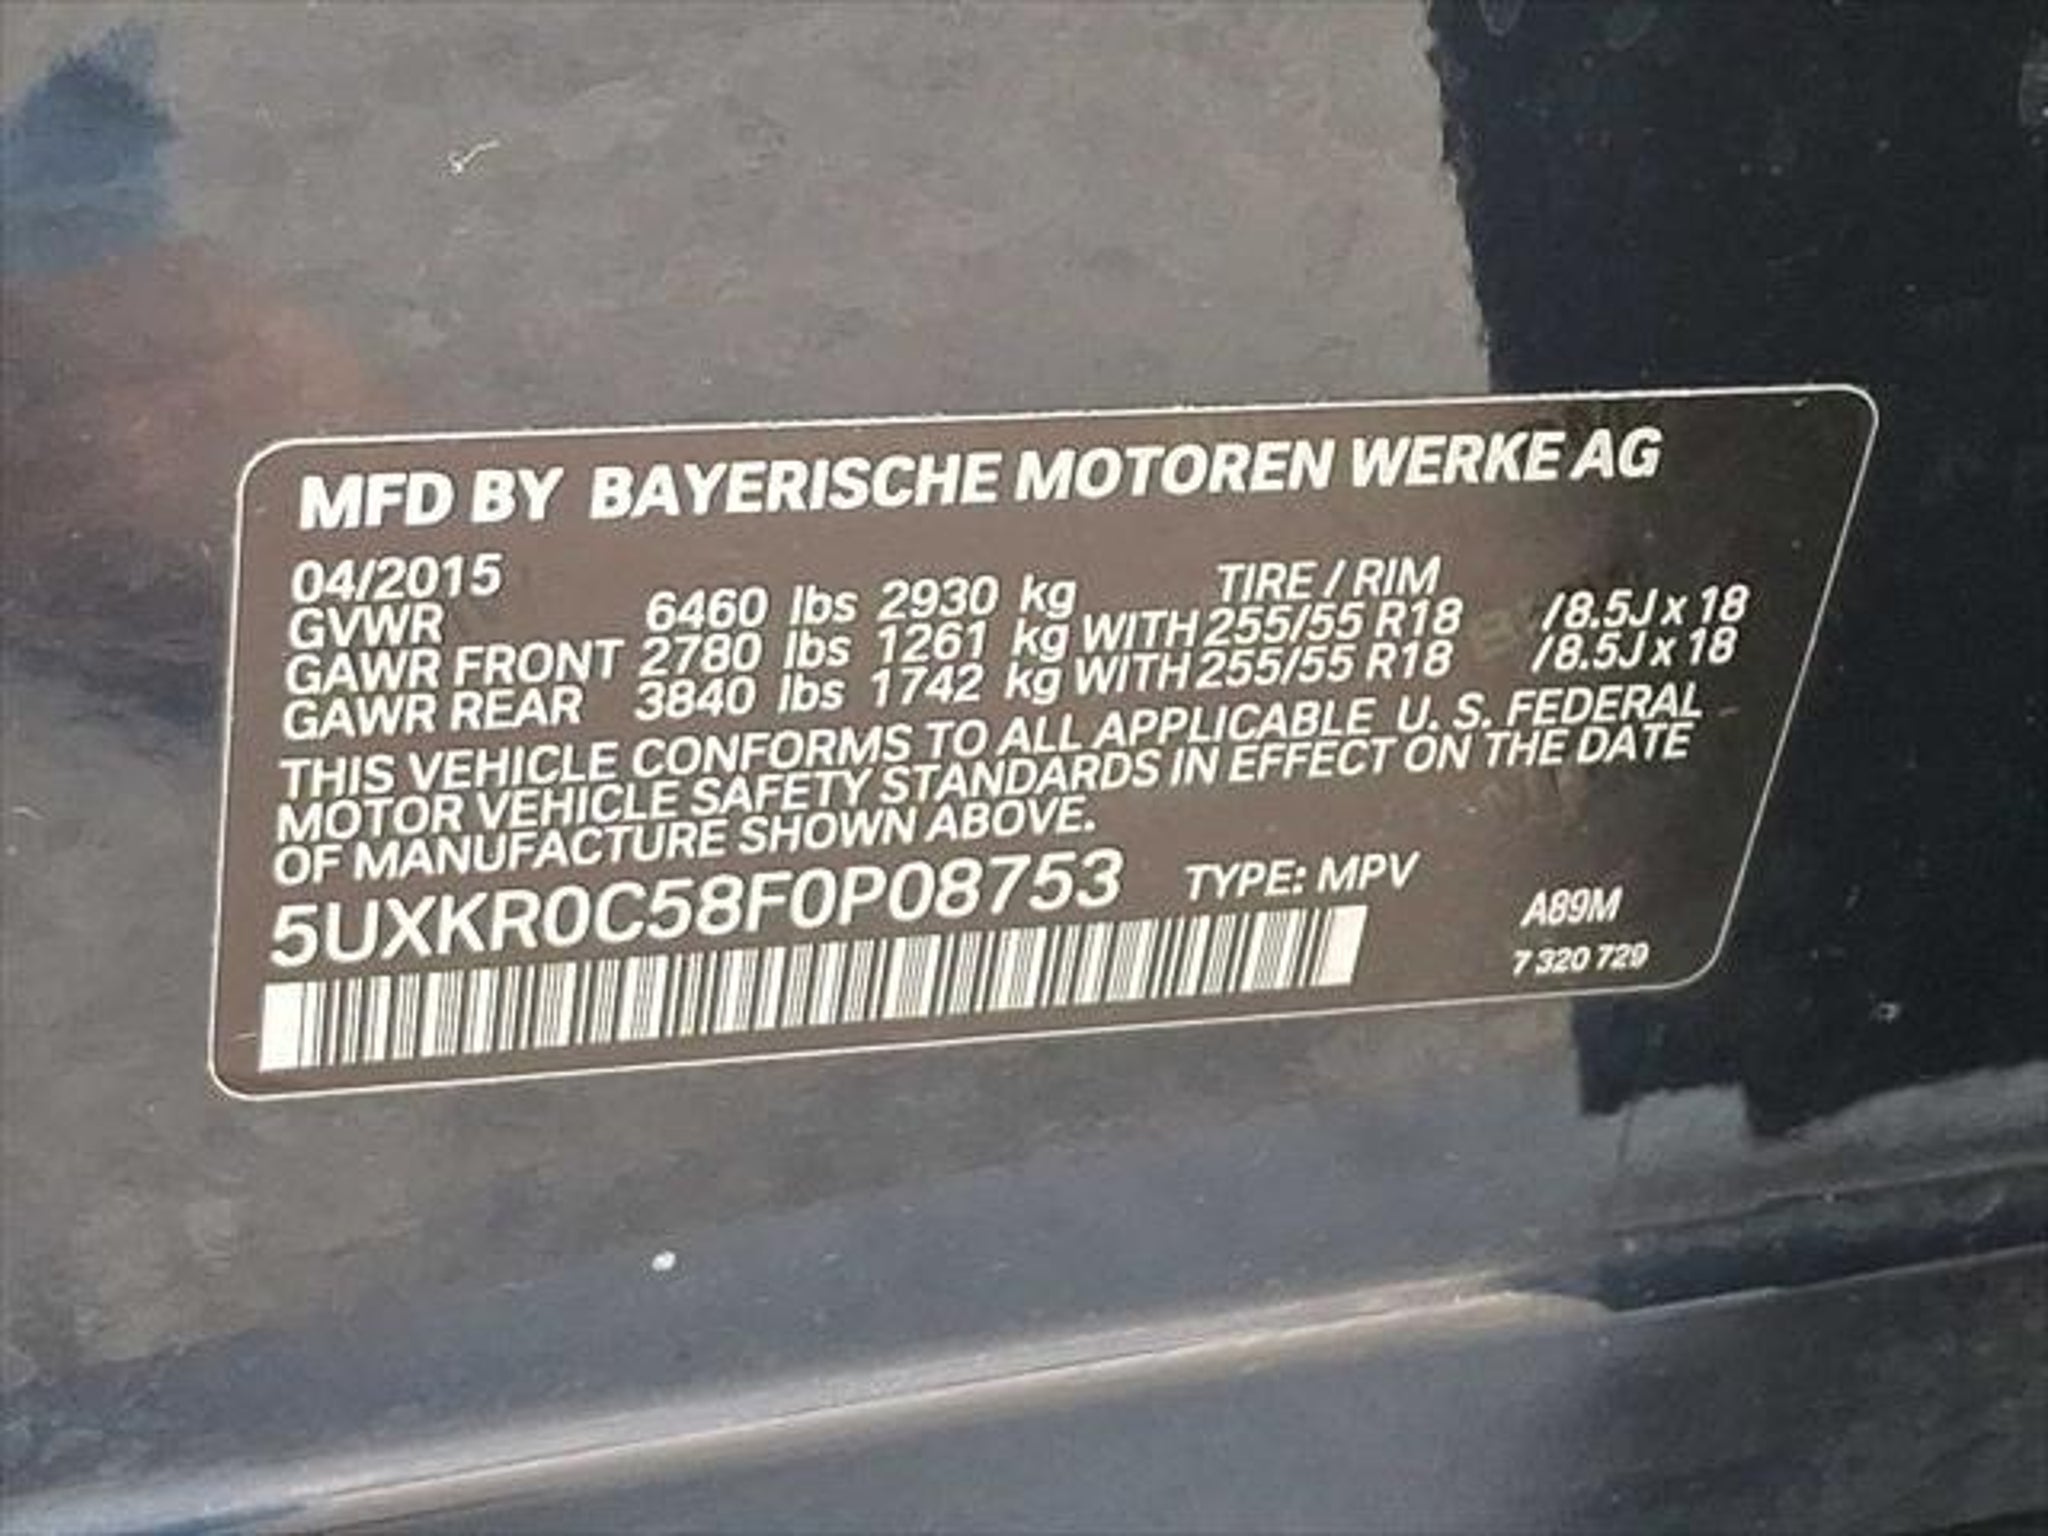 MFD BY BAYERISCHE MOTOREN WERKE AG
04/2015 TIRE / RIM
GVWR 6460 lbs 2930 kg
GAWR FRONT 2780 lbs 1261 kg WITH 255/55 R18 /8.5J x 18
GAWR REAR 3840 lbs 1742 kg WITH 255/55 R18 /8.5J x 18
THIS VEHICLE CONFORMS TO ALL APPLICABLE U. S. FEDERAL
MOTOR VEHICLE SAFETY STANDARDS IN EFFECT ON THE DATE
OF MANUFACTURE SHOWN ABOVE.
5UXKR0C58F0P08753 TYPE: MPV
A89M
7 320 729